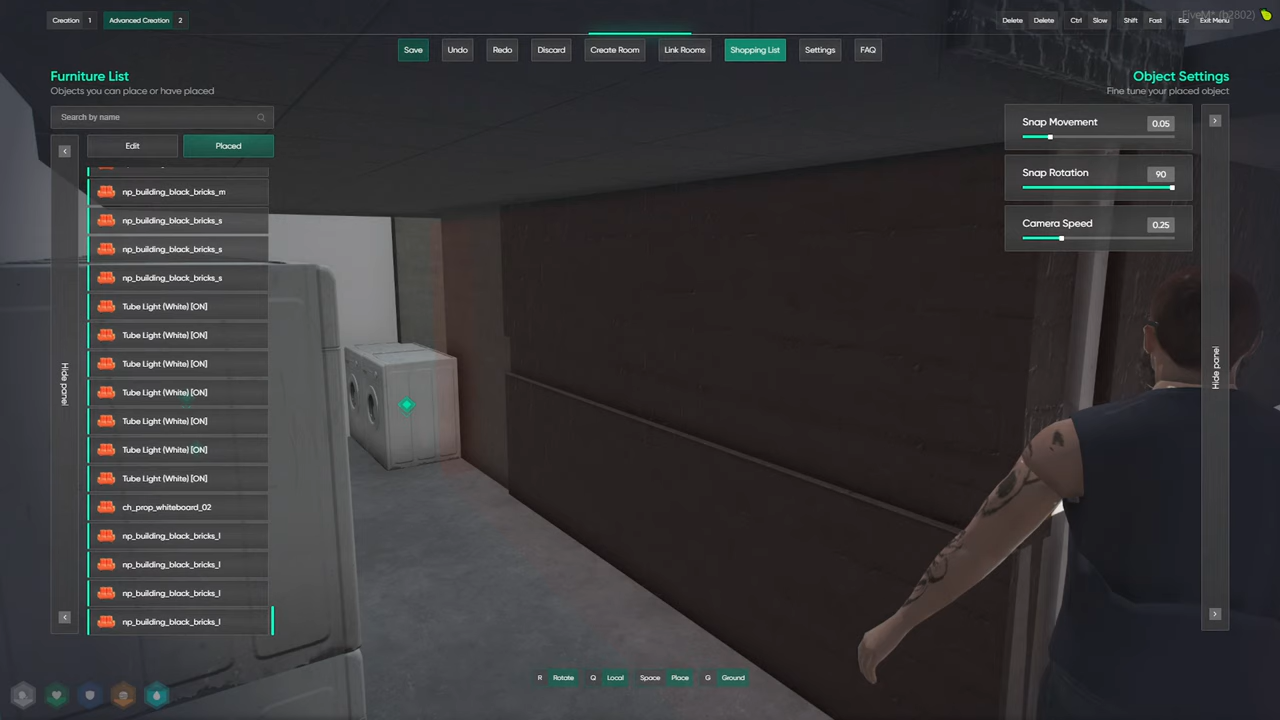 Creation 1 Advanced Creation 2
Delete Delete Ctrl Slow Shift Fast Esc Exit Menu
FiveM* (b2802)
Save Undo Redo Discard Create Room Link Rooms Shopping List Settings FAQ
Furniture List
Objects you can place or have placed
Search by name
Edit Placed
np_building_black_bricks_m
np_building_black_bricks_s
np_building_black_bricks_s
np_building_black_bricks_s
Tube Light (White) [ON]
Tube Light (White) [ON]
Tube Light (White) [ON]
Tube Light (White) [ON]
Tube Light (White) [ON]
Tube Light (White) [ON]
Tube Light (White) [ON]
ch_prop_whiteboard_02
np_building_black_bricks_l
np_building_black_bricks_l
np_building_black_bricks_l
np_building_black_bricks_l
Hide panel
Object Settings
Fine tune your placed object
Snap Movement 0.05
Snap Rotation 90
Camera Speed 0.25
Hide panel
R Rotate Q Local Space Place G Ground